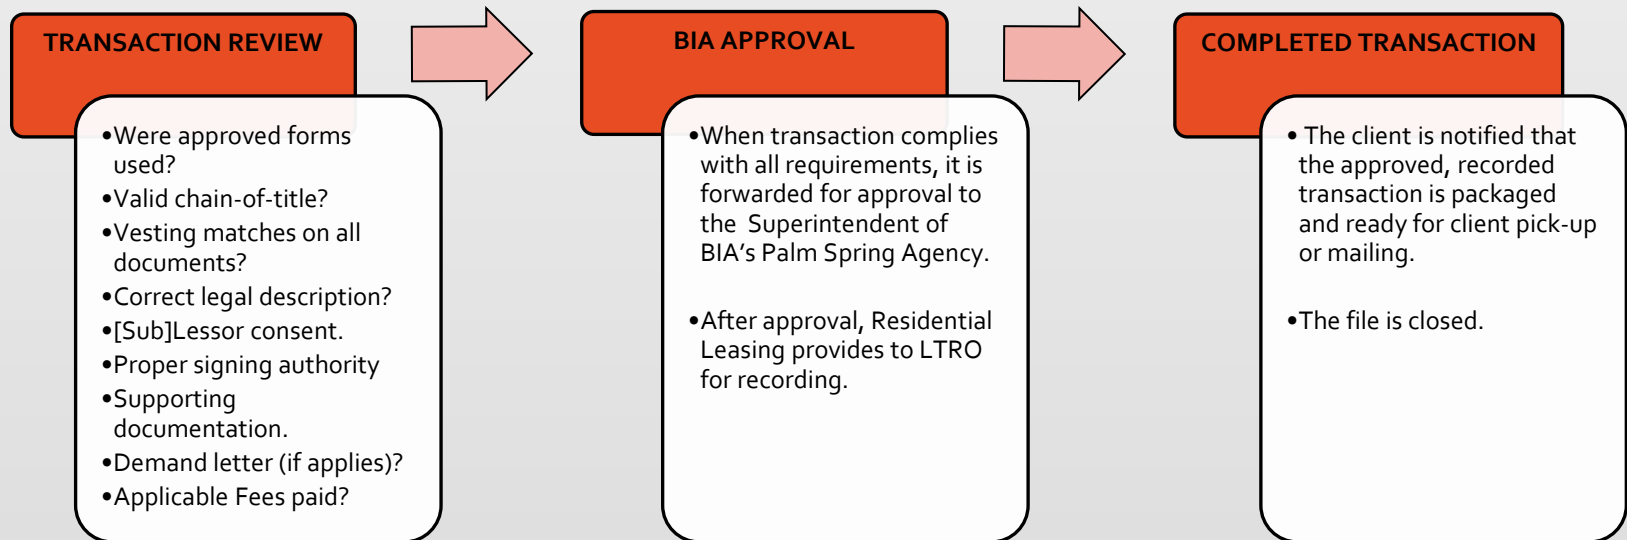 TRANSACTION REVIEW
•Were approved forms
used?
•Valid chain-of-title?
•Vesting matches on all
documents?
•Correct legal description?
•[Sub]Lessor consent.
•Proper signing authority
•Supporting
documentation.
•Demand letter (if applies)?
•Applicable Fees paid?
BIA APPROVAL
•When transaction complies
with all requirements, it is
forwarded for approval to
the Superintendent of
BIA’s Palm Spring Agency.
•After approval, Residential
Leasing provides to LTRO
for recording.
COMPLETED TRANSACTION
• The client is notified that
the approved, recorded
transaction is packaged
and ready for client pick-up
or mailing.
•The file is closed.